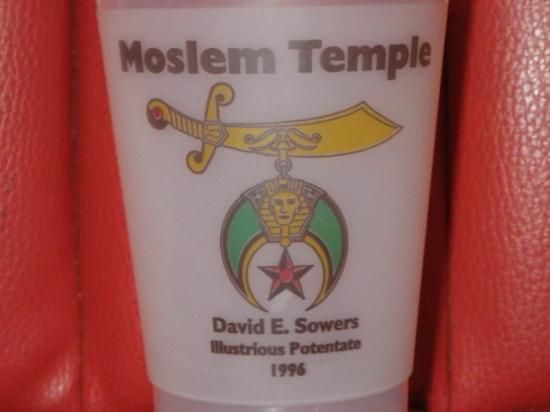 Moslem Temple
David E. Sowers
Illustrious Potentate
1996